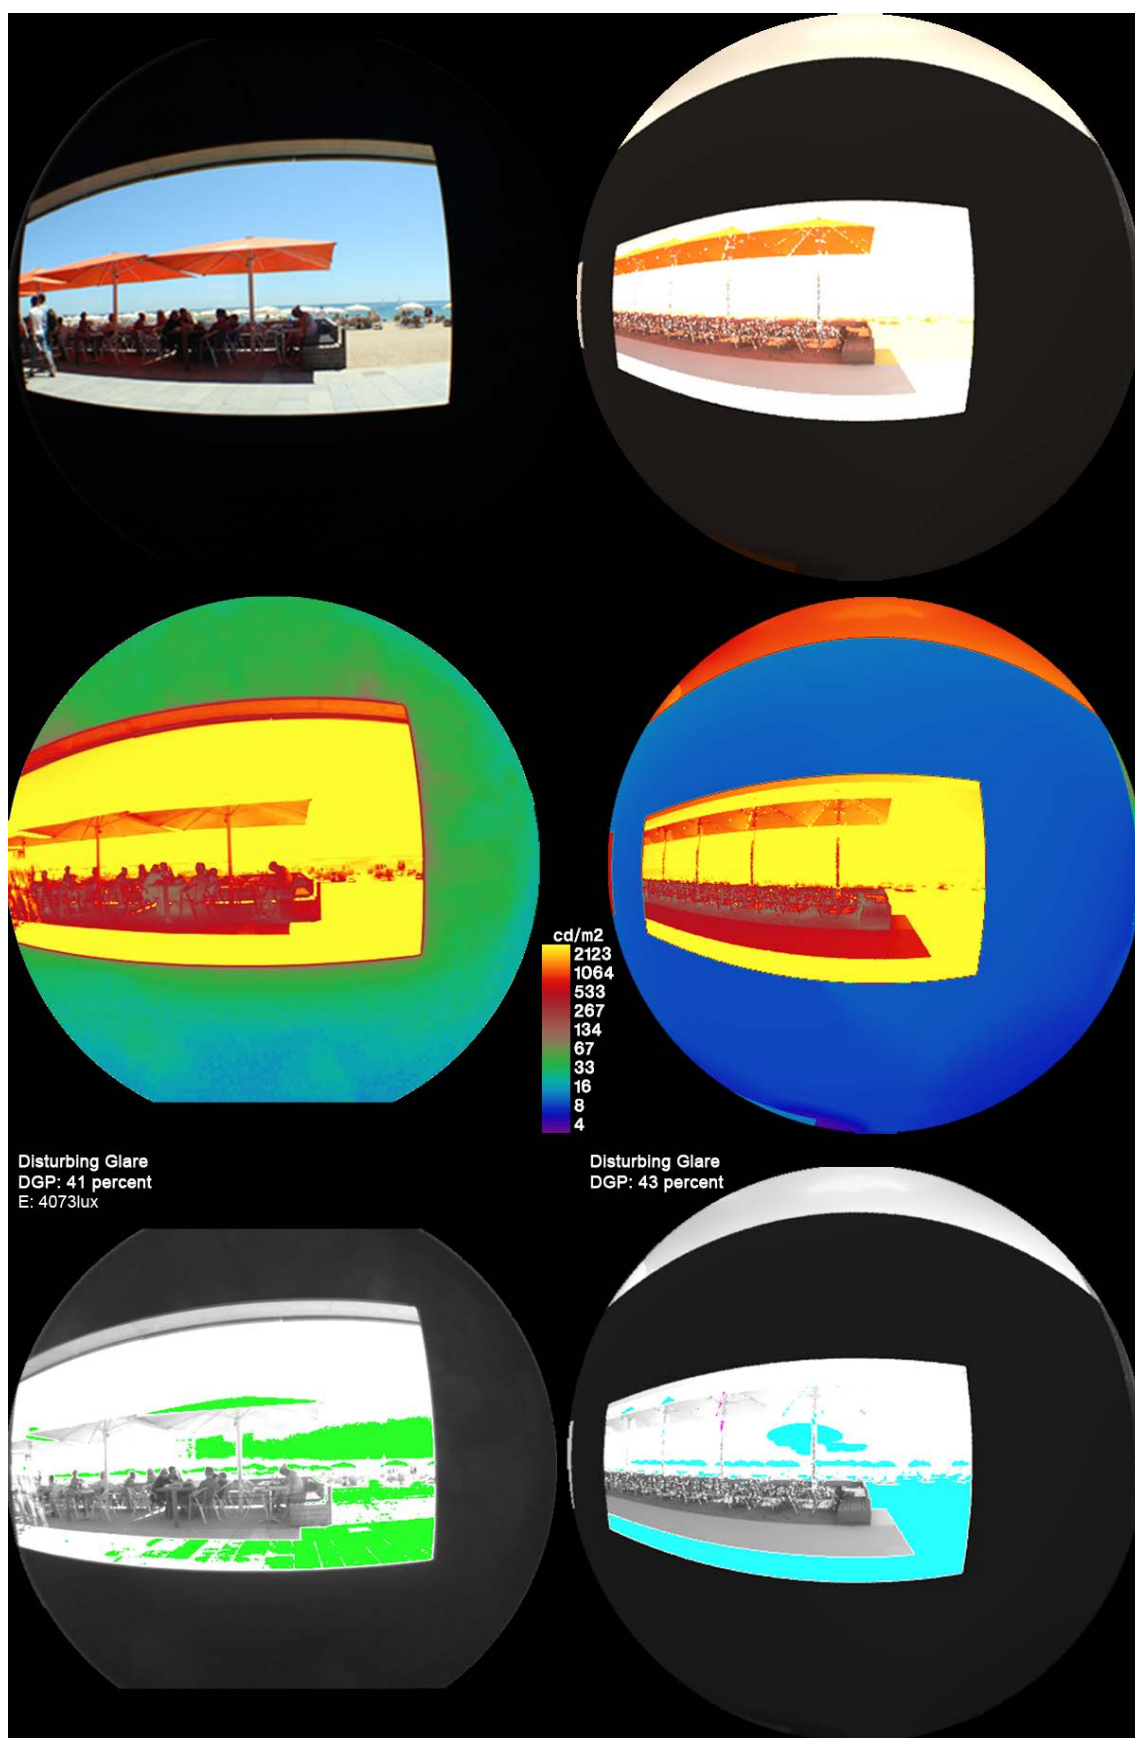 cd/m2
2123
1064
533
267
134
67
33
16
8
4
Disturbing Glare
DGP: 41 percent
E: 4073lux
Disturbing Glare
DGP: 43 percent